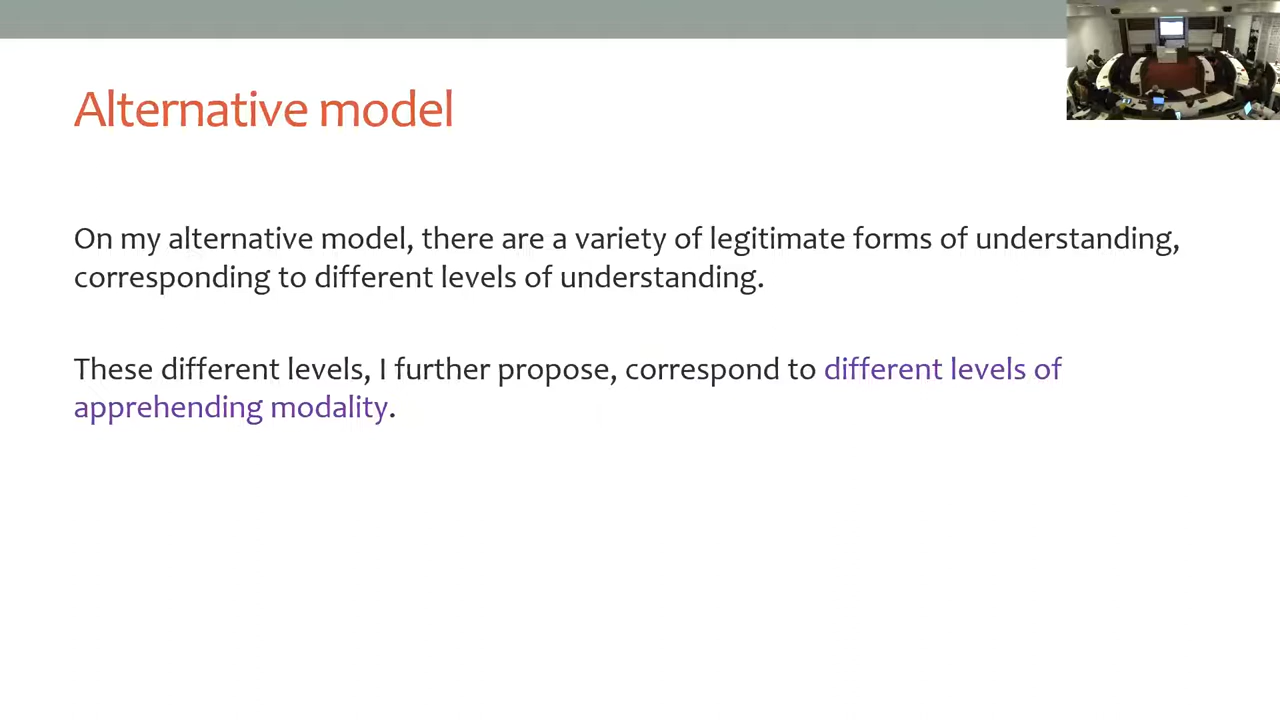 Alternative model
On my alternative model, there are a variety of legitimate forms of understanding,
corresponding to different levels of understanding.
These different levels, I further propose, correspond to different levels of
apprehending modality.